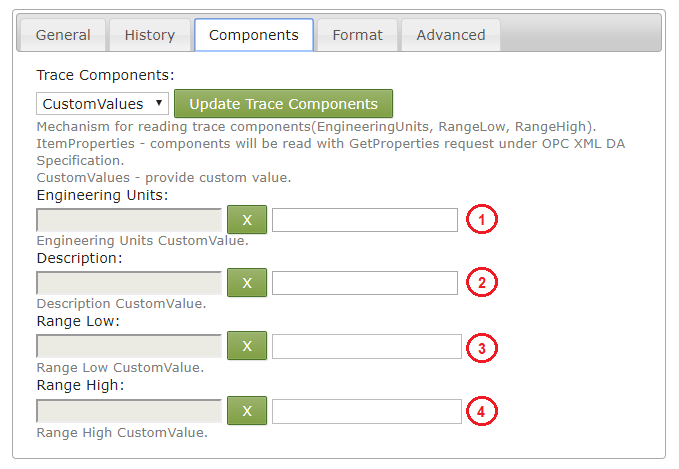 General History Components Format Advanced
Trace Components:
CustomValues ▼ Update Trace Components
Mechanism for reading trace components(EngineeringUnits, RangeLow, RangeHigh).
ItemProperties - components will be read with GetProperties request under OPC XML DA
Specification.
CustomValues - provide custom value.
Engineering Units:
X 1
Engineering Units CustomValue.
Description:
X 2
Description CustomValue.
Range Low:
X 3
Range Low CustomValue.
Range High:
X 4
Range High CustomValue.